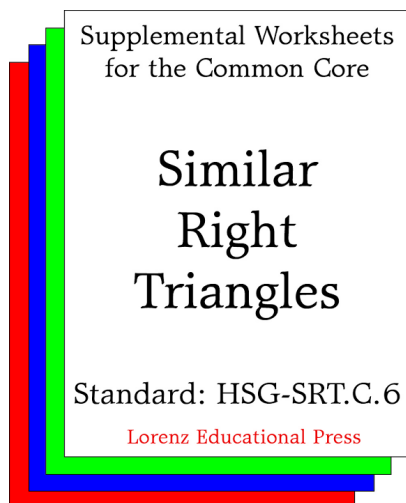 Supplemental Worksheets
for the Common Core
Similar
Right
Triangles
Standard: HSG-SRT.C.6
Lorenz Educational Press